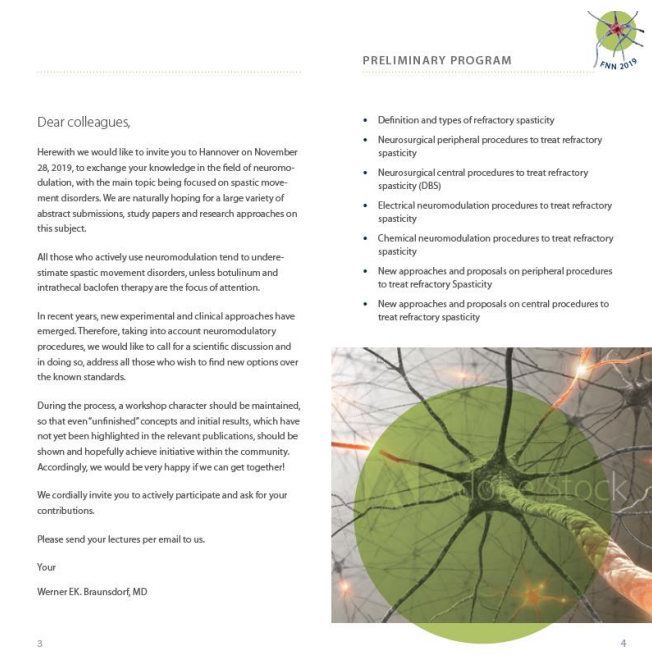 Dear colleagues,
Herewith we would like to invite you to Hannover on November
28, 2019, to exchange your knowledge in the field of neuromo-
dulation, with the main topic being focused on spastic move-
ment disorders. We are naturally hoping for a large variety of
abstract submissions, study papers and research approaches on
this subject.
All those who actively use neuromodulation tend to undere-
stimate spastic movement disorders, unless botulinum and
intrathecal baclofen therapy are the focus of attention.
In recent years, new experimental and clinical approaches have
emerged. Therefore, taking into account neuromodulatory
procedures, we would like to call for a scientific discussion and
in doing so, address all those who wish to find new options over
the known standards.
During the process, a workshop character should be maintained,
so that even "unfinished" concepts and initial results, which have
not yet been highlighted in the relevant publications, should be
shown and hopefully achieve initiative within the community.
Accordingly, we would be very happy if we can get together!
We cordially invite you to actively participate and ask for your
contributions.
Please send your lectures per email to us.
Your
Werner EK. Braunsdorf, MD
3
PRELIMINARY PROGRAM
FNN 2019
• Definition and types of refractory spasticity
• Neurosurgical peripheral procedures to treat refractory
spasticity
• Neurosurgical central procedures to treat refractory
spasticity (DBS)
• Electrical neuromodulation procedures to treat refractory
spasticity
• Chemical neuromodulation procedures to treat refractory
spasticity
• New approaches and proposals on peripheral procedures
to treat refractory Spasticity
• New approaches and proposals on central procedures to
treat refractory spasticity
Adobe Stock
4